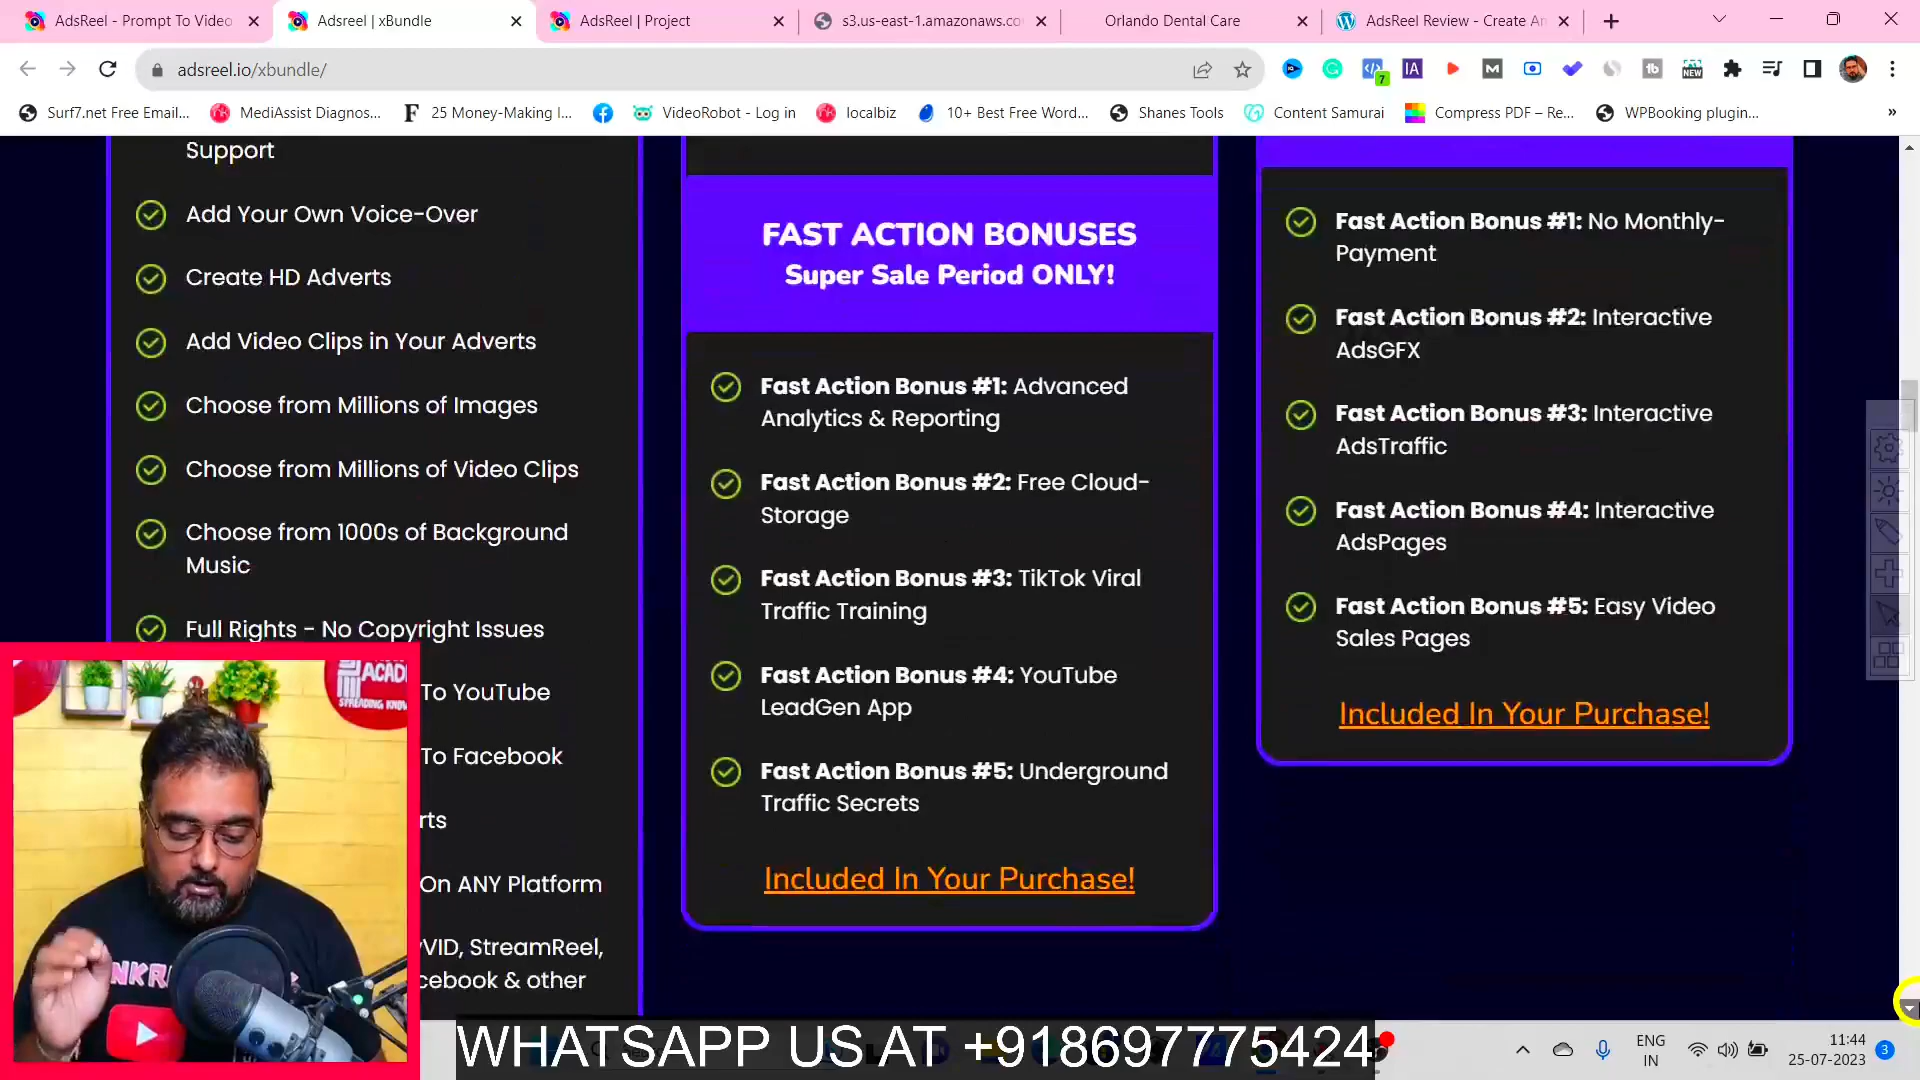 AdsReel - Prompt To Video
Adsreel | xBundle
AdsReel | Project
s3.us-east-1.amazonaws.co
Orlando Dental Care
AdsReel Review - Create An
adsreel.io/xbundle/
7
IA
M
tb
NEW
Surf7.net Free Email...
MediAssist Diagnos...
25 Money-Making I...
VideoRobot - Log in
localbiz
10+ Best Free Word...
Shanes Tools
Content Samurai
Compress PDF – Re...
WPBooking plugin...
»
Support
Add Your Own Voice-Over
Create HD Adverts
Add Video Clips in Your Adverts
Choose from Millions of Images
Choose from Millions of Video Clips
Choose from 1000s of Background
Music
Full Rights - No Copyright Issues
To YouTube
To Facebook
rts
On ANY Platform
VID, StreamReel,
cebook & other
FAST ACTION BONUSES
Super Sale Period ONLY!
Fast Action Bonus #1: Advanced
Analytics & Reporting
Fast Action Bonus #2: Free Cloud-
Storage
Fast Action Bonus #3: TikTok Viral
Traffic Training
Fast Action Bonus #4: YouTube
LeadGen App
Fast Action Bonus #5: Underground
Traffic Secrets
Included In Your Purchase!
Fast Action Bonus #1: No Monthly-
Payment
Fast Action Bonus #2: Interactive
AdsGFX
Fast Action Bonus #3: Interactive
AdsTraffic
Fast Action Bonus #4: Interactive
AdsPages
Fast Action Bonus #5: Easy Video
Sales Pages
Included In Your Purchase!
ACAD
SPREADING KNOW
WHATSAPP US AT +918697775424
ENG
IN
11:44
25-07-2023
3